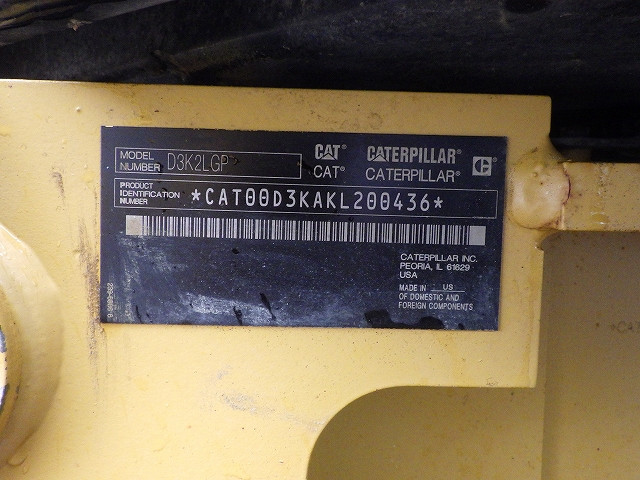 MODEL NUMBER D3K2LGP
CAT® CATERPILLAR®
CAT® CATERPILLAR®
PRODUCT IDENTIFICATION NUMBER *CAT00D3KAKL200436*
CATERPILLAR INC.
PEORIA, IL 61629
USA
MADE IN US
OF DOMESTIC AND
FOREIGN COMPONENTS